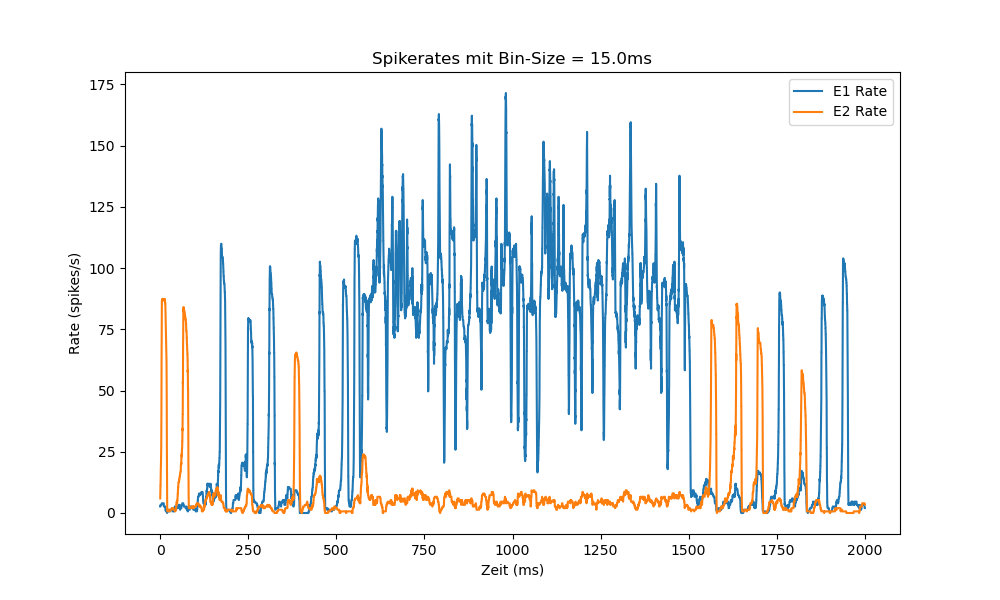 Spikerates mit Bin-Size = 15.0ms
E1 Rate
E2 Rate
175
150
125
100
75
50
25
0
Rate (spikes/s)
0 250 500 750 1000 1250 1500 1750 2000
Zeit (ms)